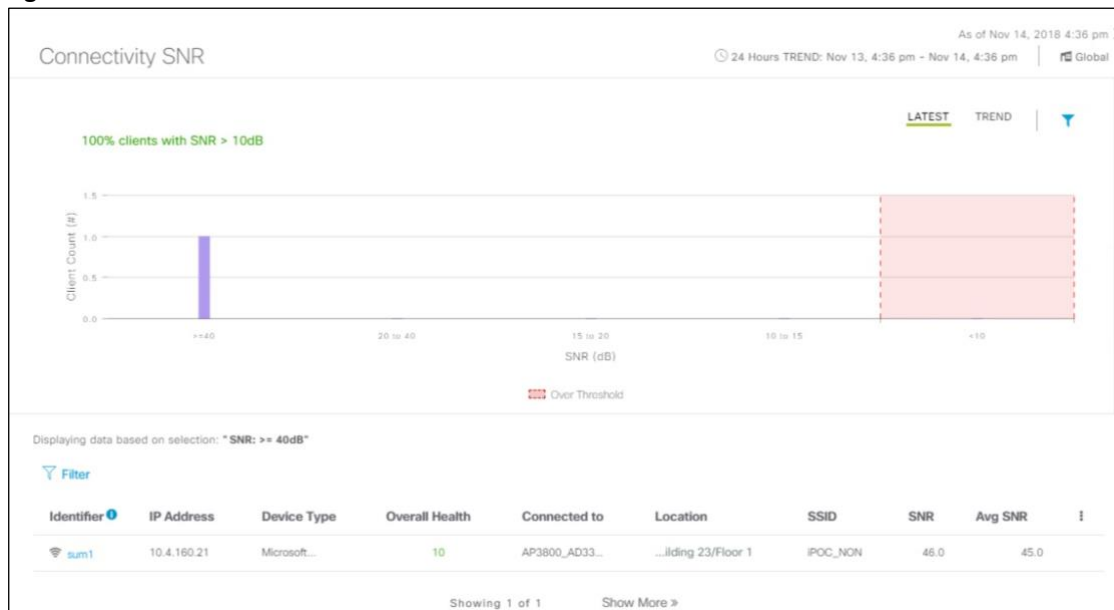 As of Nov 14, 2018 4:36 pm
Connectivity SNR
24 Hours TREND: Nov 13, 4:36 pm - Nov 14, 4:36 pm
Global
LATEST TREND
100% clients with SNR > 10dB
Client Count (#)
1.5
1.0
0.5
0.0
>=40 20 to 40 15 to 20 10 to 15 <10
SNR (dB)
Over Threshold
Displaying data based on selection: "SNR: >= 40dB"
Filter
Identifier IP Address Device Type Overall Health Connected to Location SSID SNR Avg SNR
sum1 10.4.160.21 Microsoft... 10 AP3800_AD33... ...ilding 23/Floor 1 iPOC_NON 46.0 45.0
Showing 1 of 1 Show More »